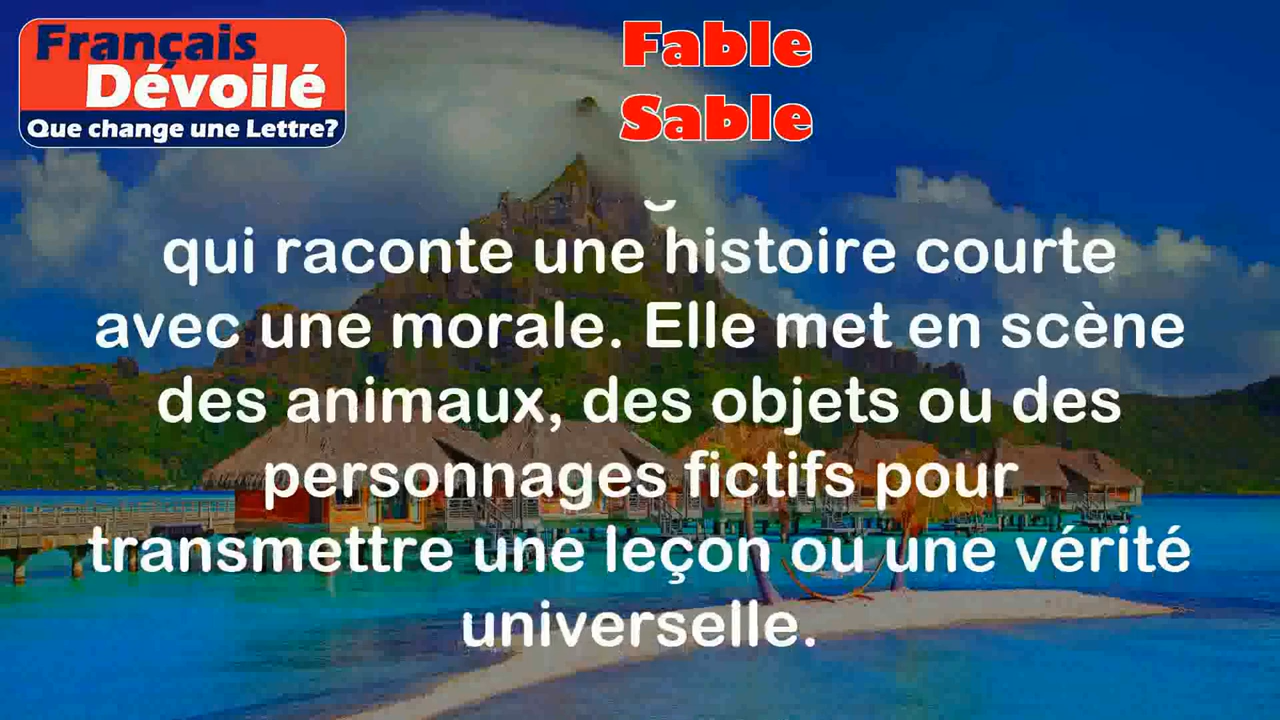 Français
Dévoilé
Que change une Lettre?
Fable
Sable
qui raconte une histoire courte
avec une morale. Elle met en scène
des animaux, des objets ou des
personnages fictifs pour
transmettre une leçon ou une vérité
universelle.